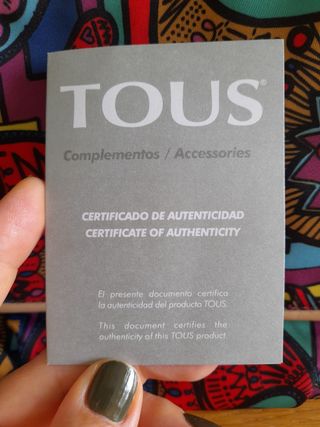 TOUS®
Complementos / Accessories
CERTIFICADO DE AUTENTICIDAD
CERTIFICATE OF AUTHENTICITY
El presente documento certifica
la autenticidad del producto TOUS.
This document certifies the
authenticity of this TOUS product.